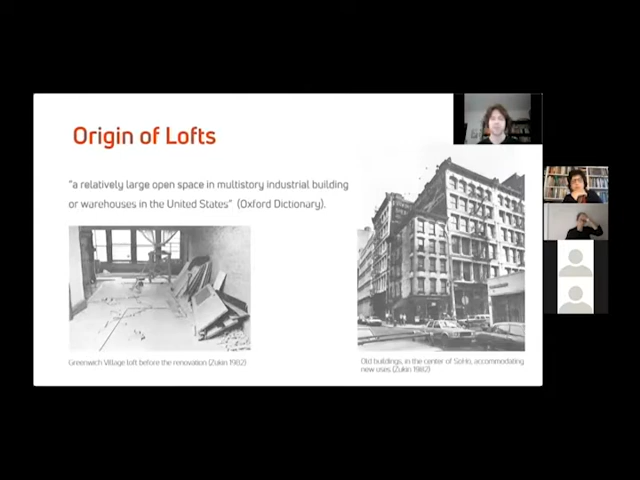 Origin of Lofts
"a relatively large open space in multistory industrial building
or warehouses in the United States" (Oxford Dictionary).
Greenwich Village loft before the renovation (Zukin 1982)
Old buildings, in the center of SoHo, accommodating
new uses (Zukin 1982)